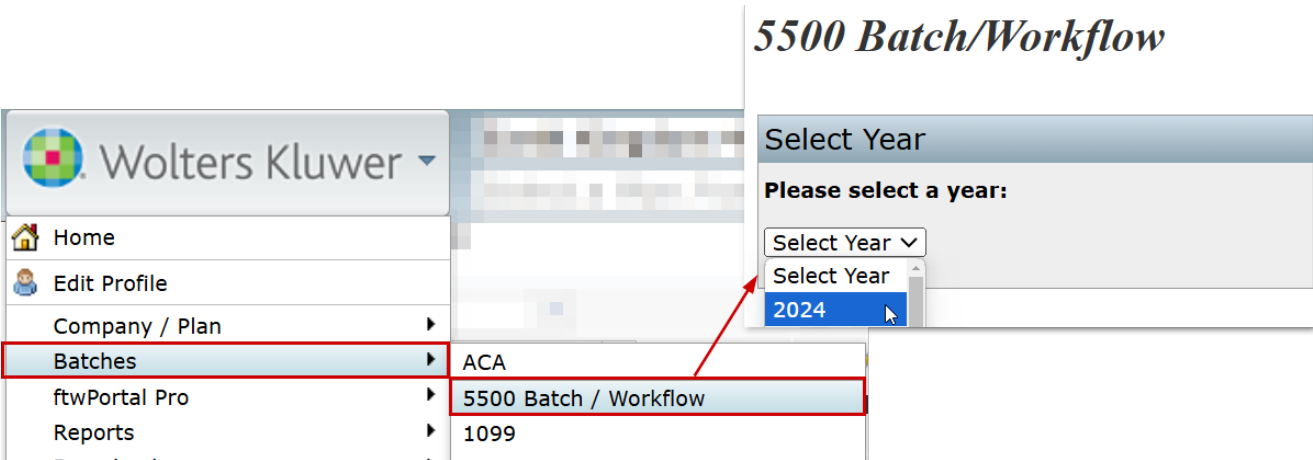 5500 Batch/Workflow
Select Year
Please select a year:
Select Year
Select Year
2024
Wolters Kluwer
Home
Edit Profile
Company / Plan
Batches
ftwPortal Pro
Reports
ACA
5500 Batch / Workflow
1099